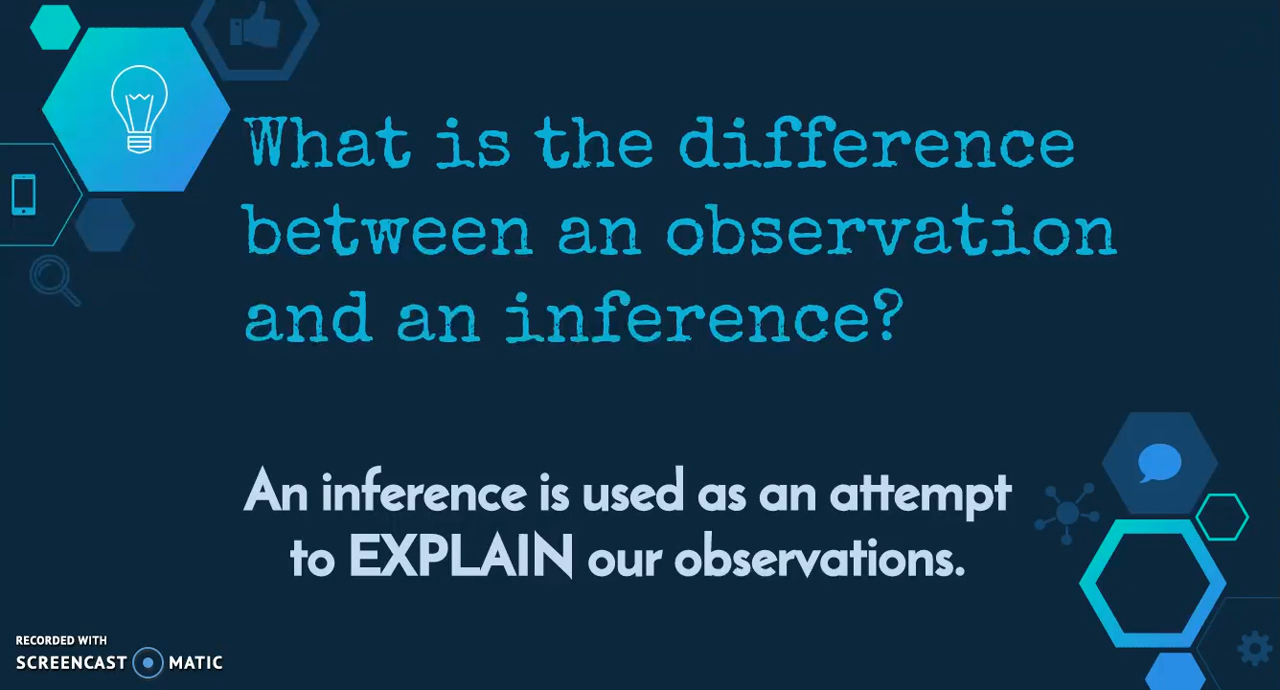 What is the difference
between an observation
and an inference?
An inference is used as an attempt
to EXPLAIN our observations.
RECORDED WITH
SCREENCAST MATIC